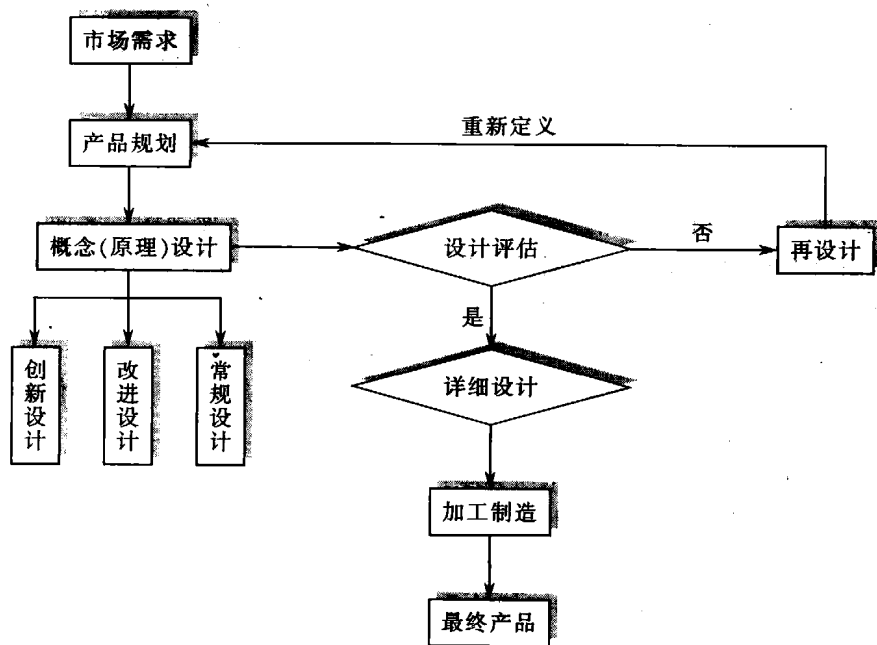 市场需求
产品规划
重新定义
概念(原理)设计
设计评估
否
再设计
是
创新设计
改进设计
常规设计
详细设计
加工制造
最终产品